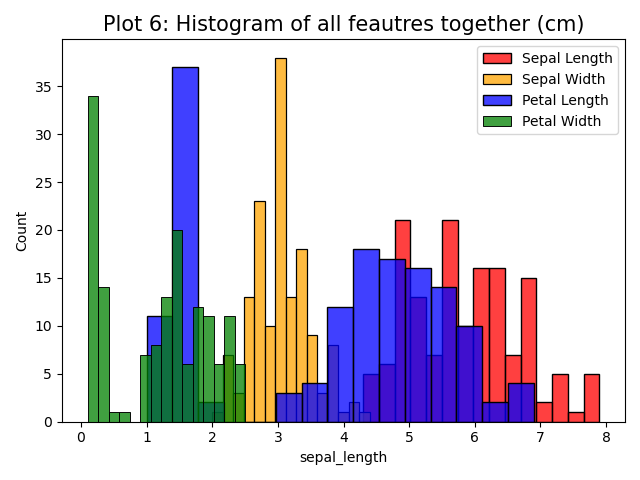 Plot 6: Histogram of all feautres together (cm)
Sepal Length
Sepal Width
Petal Length
Petal Width
Count
35
30
25
20
15
10
5
0
0 1 2 3 4 5 6 7 8
sepal_length